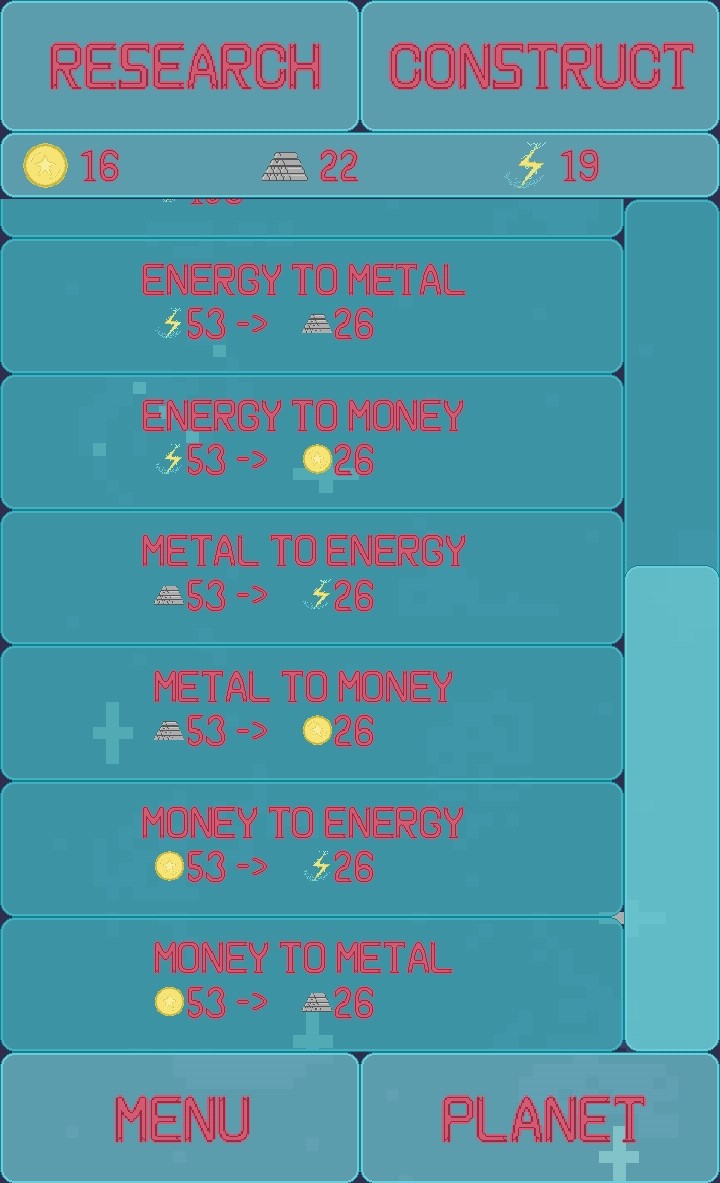 RESEARCH CONSTRUCT
16 22 19
ENERGY TO METAL
53 -> 26
ENERGY TO MONEY
53 -> 26
METAL TO ENERGY
53 -> 26
METAL TO MONEY
53 -> 26
MONEY TO ENERGY
53 -> 26
MONEY TO METAL
53 -> 26
MENU PLANET